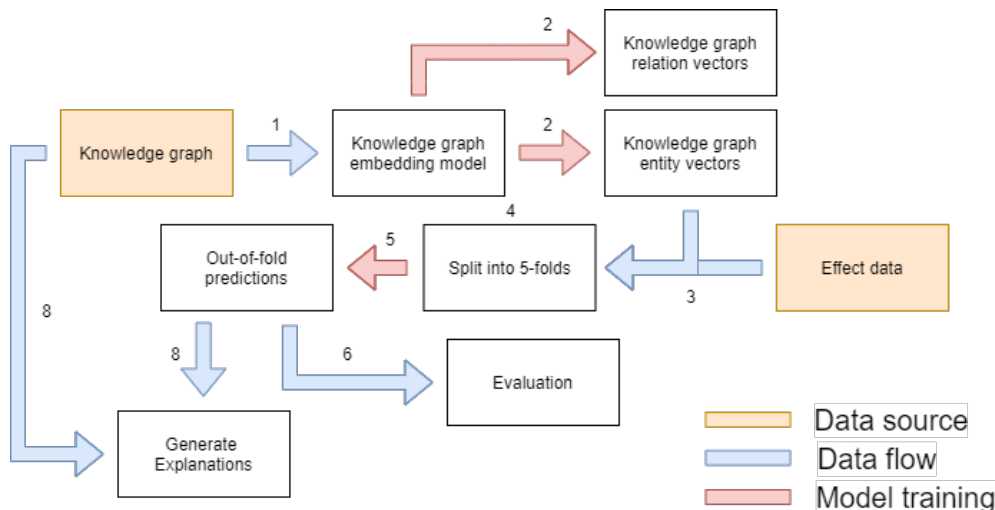 2
Knowledge graph
relation vectors
1
2
Knowledge graph
Knowledge graph
embedding model
Knowledge graph
entity vectors
4
5
Out-of-fold
predictions
Split into 5-folds
Effect data
3
8
8
6
Evaluation
Generate
Explanations
Data source
Data flow
Model training